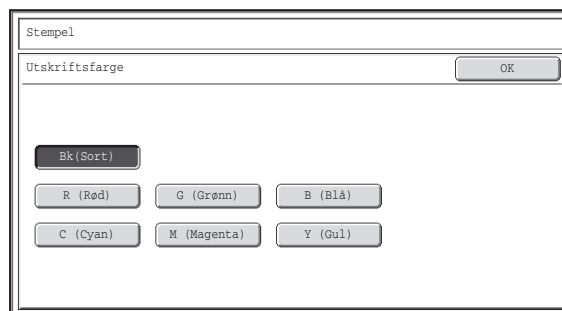 Stempel
Utskriftsfarge OK
Bk(Sort)
R (Rød) G (Grønn) B (Blå)
C (Cyan) M (Magenta) Y (Gul)